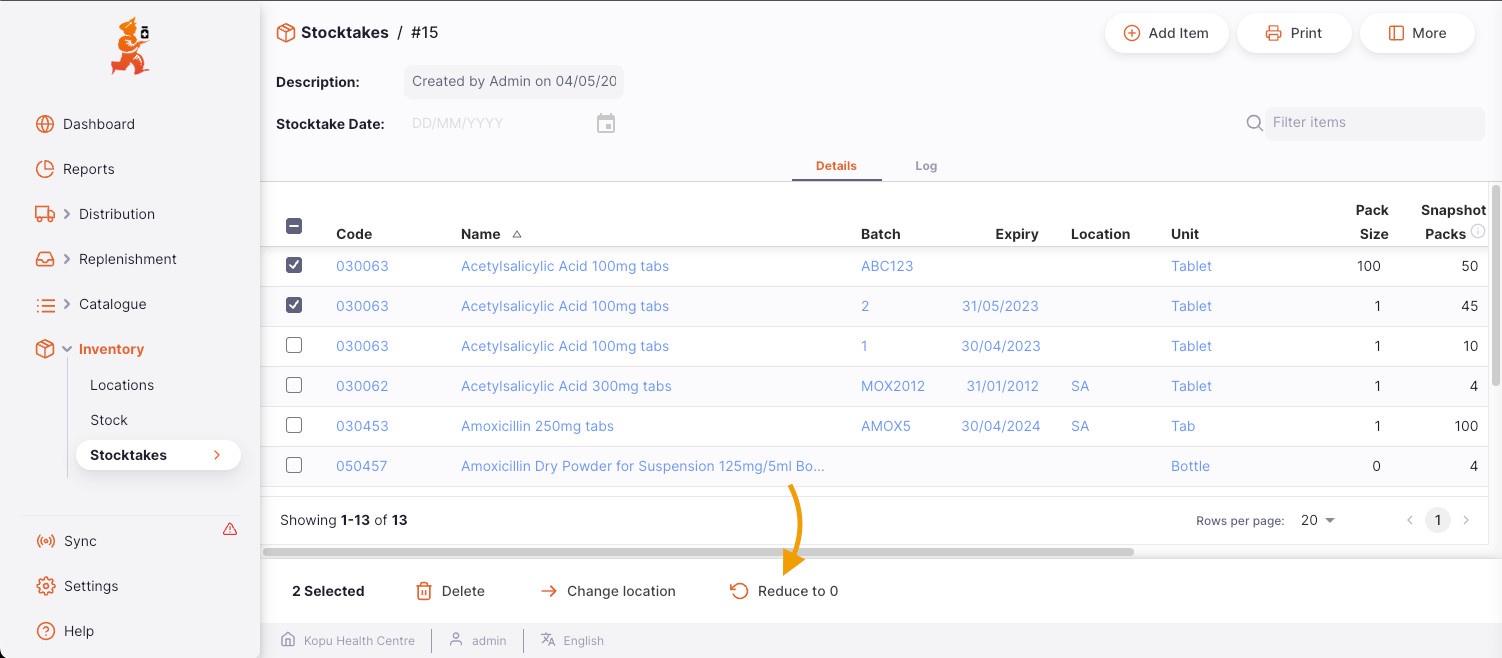 Stocktakes / #15
Add Item
Print
More
Description: Created by Admin on 04/05/20
Stocktake Date: DD/MM/YYYY
Filter items
Dashboard
Reports
Distribution
Replenishment
Catalogue
Inventory
Locations
Stock
Stocktakes
Sync
Settings
Help
Details Log
Code Name Batch Expiry Location Unit Pack Size Snapshot Packs
030063 Acetylsalicylic Acid 100mg tabs ABC123 Tablet 100 50
030063 Acetylsalicylic Acid 100mg tabs 2 31/05/2023 Tablet 1 45
030063 Acetylsalicylic Acid 100mg tabs 1 30/04/2023 Tablet 1 10
030062 Acetylsalicylic Acid 300mg tabs MOX2012 31/01/2012 SA Tablet 1 4
030453 Amoxicillin 250mg tabs AMOX5 30/04/2024 SA Tab 1 100
050457 Amoxicillin Dry Powder for Suspension 125mg/5ml Bo... Bottle 0 4
Showing 1-13 of 13
Rows per page: 20
1
2 Selected Delete Change location Reduce to 0
Kopu Health Centre admin English